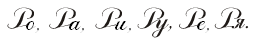 Ро, Ра, Ри, Ру, Ре, Ря.